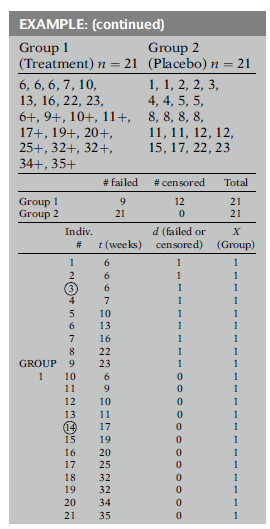 EXAMPLE: (continued)
Group 1 Group 2
(Treatment) n = 21 (Placebo) n = 21
6, 6, 6, 7, 10, 1, 1, 2, 2, 3,
13, 16, 22, 23, 4, 4, 5, 5,
6+, 9+, 10+, 11+, 8, 8, 8, 8,
17+, 19+, 20+, 11, 11, 12, 12,
25+, 32+, 32+, 15, 17, 22, 23
34+, 35+
# failed # censored Total
Group 1 9 12 21
Group 2 21 0 21
Indiv. d (failed or X
# t (weeks) censored) (Group)
1 6 1 1
2 6 1 1
3 6 1 1
4 7 1 1
5 10 1 1
6 13 1 1
7 16 1 1
8 22 1 1
GROUP 9 23 1 1
1 10 6 0 1
11 9 0 1
12 10 0 1
13 11 0 1
14 17 0 1
15 19 0 1
16 20 0 1
17 25 0 1
18 32 0 1
19 32 0 1
20 34 0 1
21 35 0 1